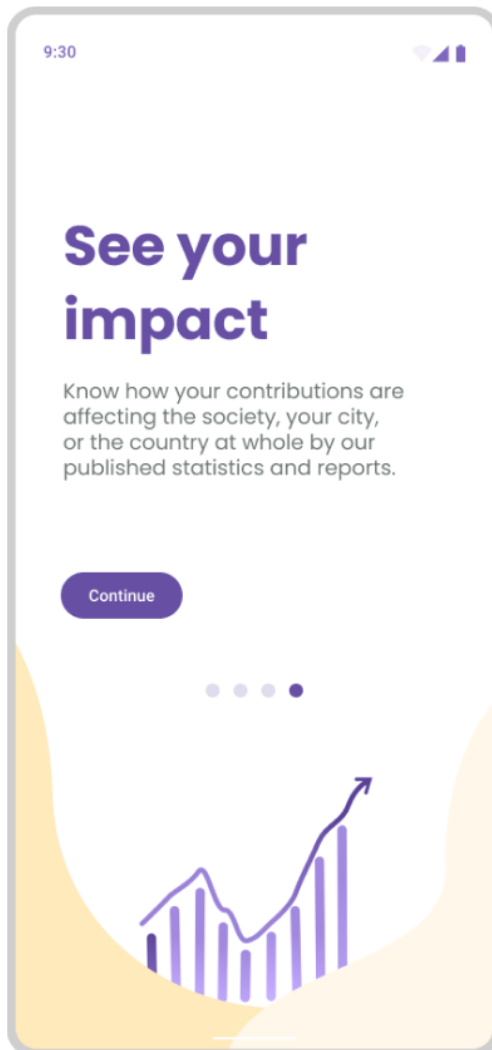 9:30
See your
impact
Know how your contributions are
affecting the society, your city,
or the country at whole by our
published statistics and reports.
Continue